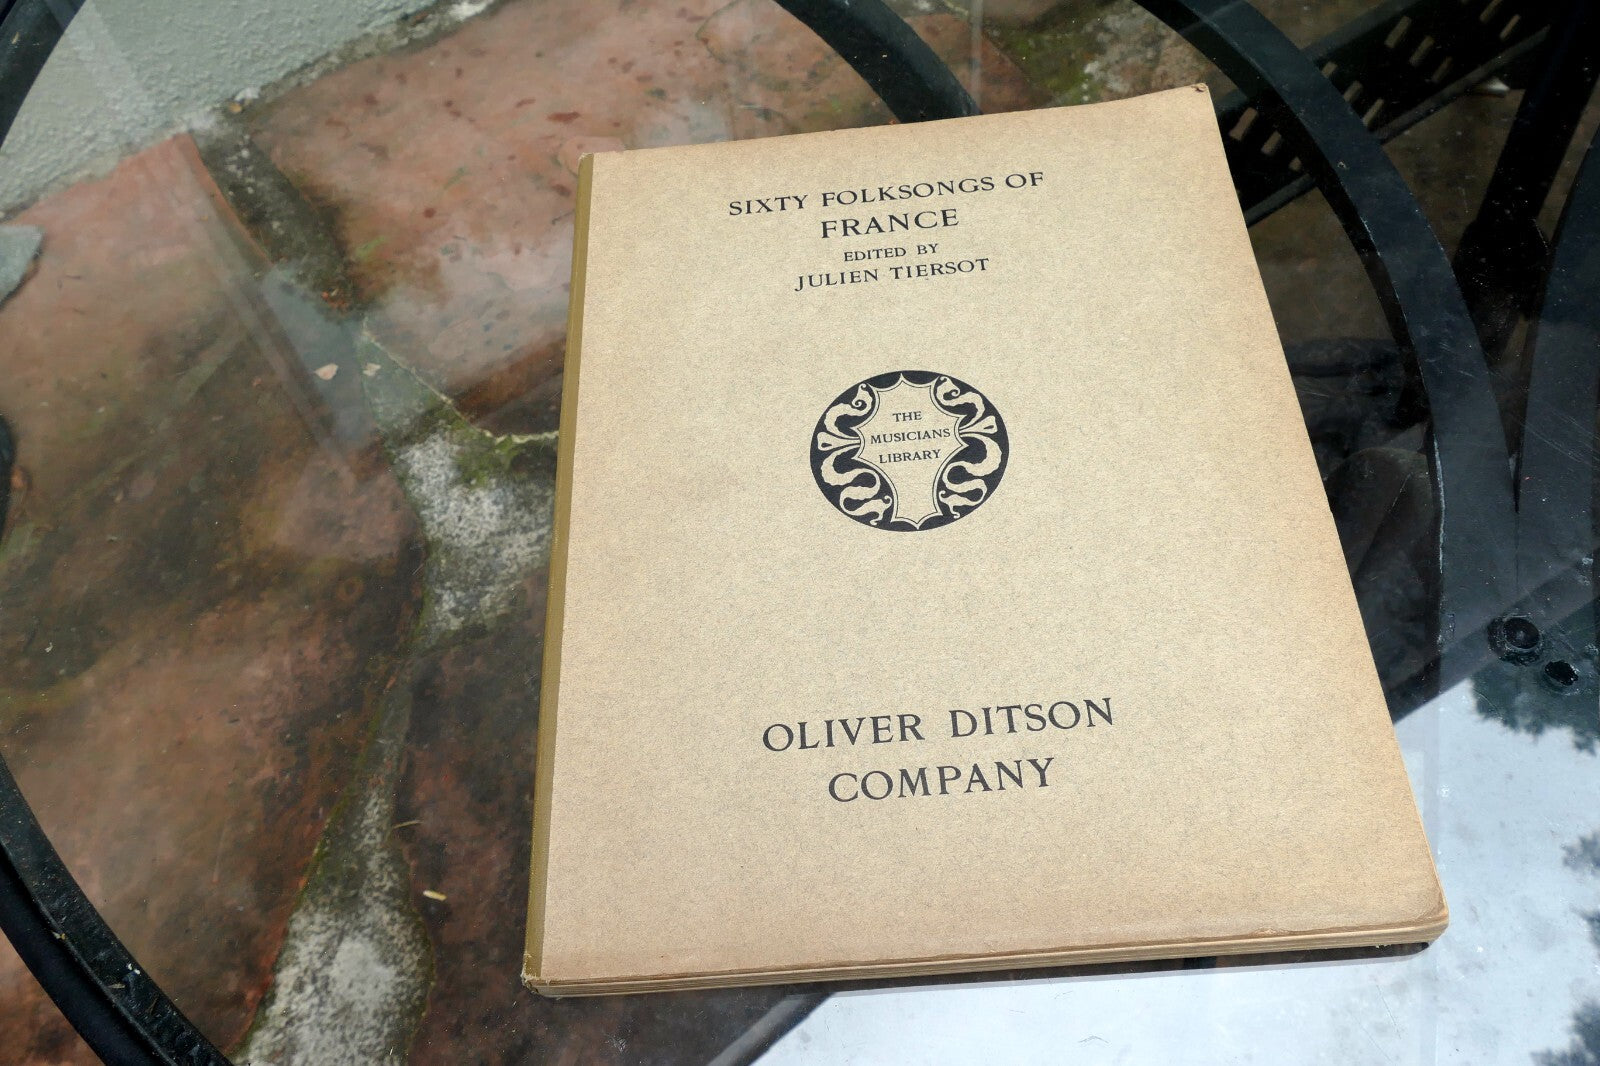 SIXTY FOLKSONGS OF
FRANCE
EDITED BY
JULIEN TIERSOT
THE
MUSICIANS
LIBRARY
OLIVER DITSON
COMPANY